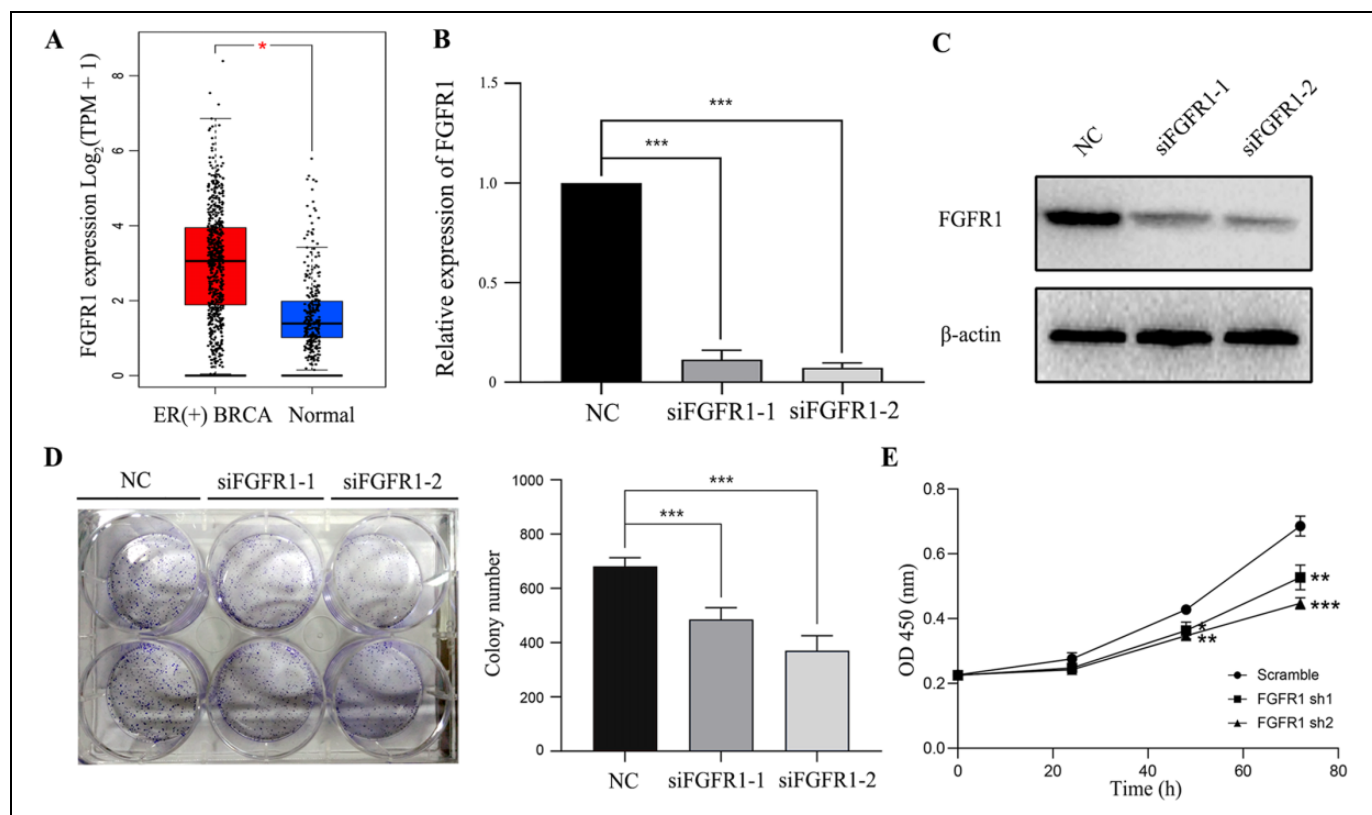 A
FGFR1 expression Log2(TPM + 1)
8
6
4
2
0
*
ER(+) BRCA
Normal
B
Relative expression of FGFR1
1.5
1.0
0.5
0
***
***
NC
siFGFR1-1
siFGFR1-2
C
NC
siFGFR1-1
siFGFR1-2
FGFR1
β-actin
D
NC
siFGFR1-1
siFGFR1-2
Colony number
1000
800
600
400
200
0
***
***
NC
siFGFR1-1
siFGFR1-2
E
OD 450 (nm)
0.8
0.6
0.4
0.2
0.0
**
***
*
**
Scramble
FGFR1 sh1
FGFR1 sh2
0
20
40
60
80
Time (h)